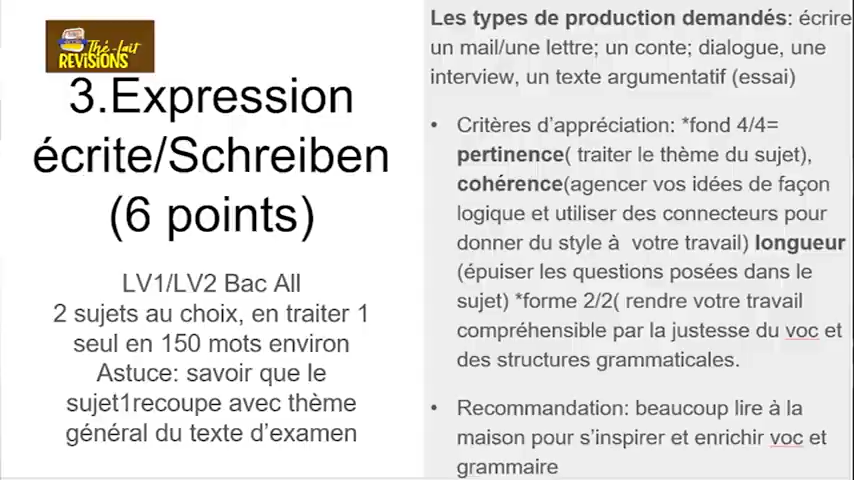 Thé-fait
REVISIONS
3.Expression
écrite/Schreiben
(6 points)
LV1/LV2 Bac All
2 sujets au choix, en traiter 1
seul en 150 mots environ
Astuce: savoir que le
sujet1recoupe avec thème
général du texte d’examen
Les types de production demandés: écrire
un mail/une lettre; un conte; dialogue, une
interview, un texte argumentatif (essai)
• Critères d’appréciation: *fond 4/4=
pertinence( traiter le thème du sujet),
cohérence(agencer vos idées de façon
logique et utiliser des connecteurs pour
donner du style à votre travail) longueur
(épuiser les questions posées dans le
sujet) *forme 2/2( rendre votre travail
compréhensible par la justesse du voc et
des structures grammaticales.
• Recommandation: beaucoup lire à la
maison pour s’inspirer et enrichir voc et
grammaire